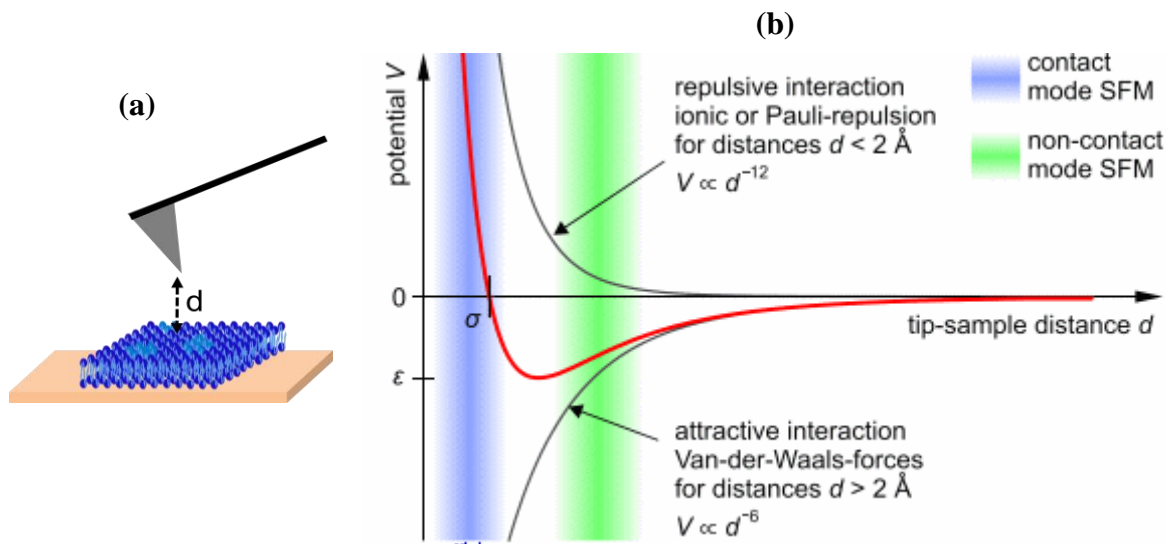 (a)
d
(b)
potential V
0
σ
ε
repulsive interaction
ionic or Pauli-repulsion
for distances d < 2 Å
V ∝ d⁻¹²
contact
mode SFM
non-contact
mode SFM
tip-sample distance d
attractive interaction
Van-der-Waals-forces
for distances d > 2 Å
V ∝ d⁻⁶